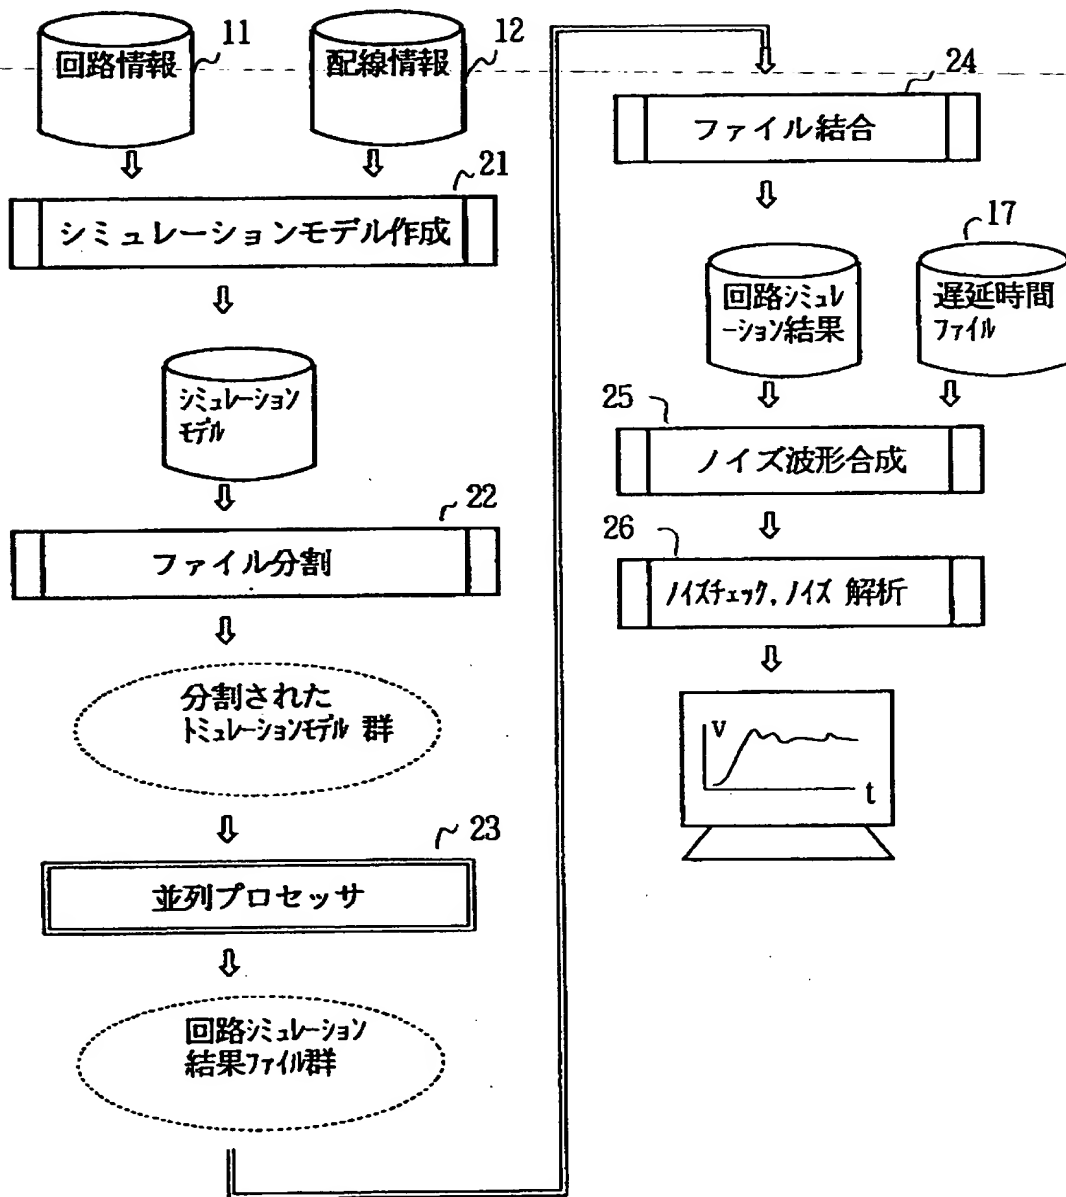 回路情報
11
配線情報
12
21
シミュレーションモデル作成
シミュレーション
モデル
22
ファイル分割
分割された
トミュレーションモデル 群
23
並列プロセッサ
回路シミュレーション
結果ファイル群
24
ファイル結合
回路シミュレ
ーション結果
17
遅延時間
ファイル
25
ノイズ波形合成
26
ノイズチェック,ノイズ 解析
V
t